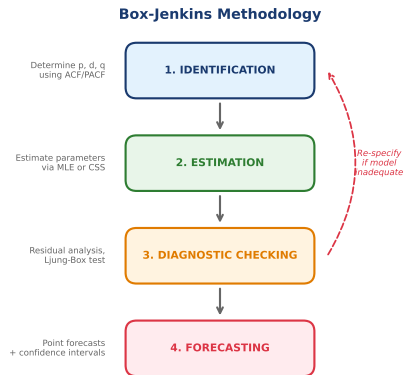 Box-Jenkins Methodology
Determine p, d, q
using ACF/PACF
1. IDENTIFICATION
Estimate parameters
via MLE or CSS
2. ESTIMATION
Re-specify
if model
inadequate
Residual analysis,
Ljung-Box test
3. DIAGNOSTIC CHECKING
Point forecasts
+ confidence intervals
4. FORECASTING